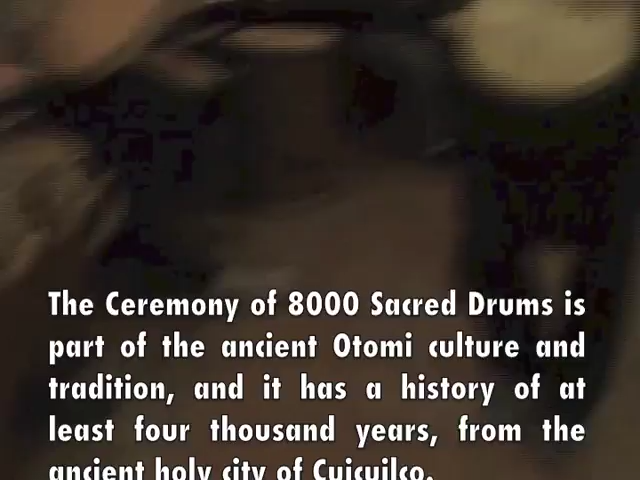 The Ceremony of 8000 Sacred Drums is
part of the ancient Otomi culture and
tradition, and it has a history of at
least four thousand years, from the
ancient holy city of Cuicuilco.